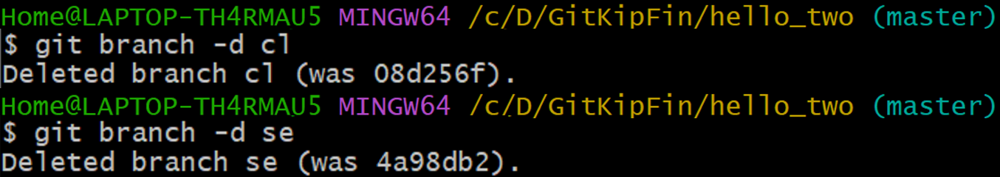 Home@LAPTOP-TH4RMAU5 MINGW64 /c/D/GitKipFin/hello_two (master)
$ git branch -d cl
Deleted branch cl (was 08d256f).
Home@LAPTOP-TH4RMAU5 MINGW64 /c/D/GitKipFin/hello_two (master)
$ git branch -d se
Deleted branch se (was 4a98db2).